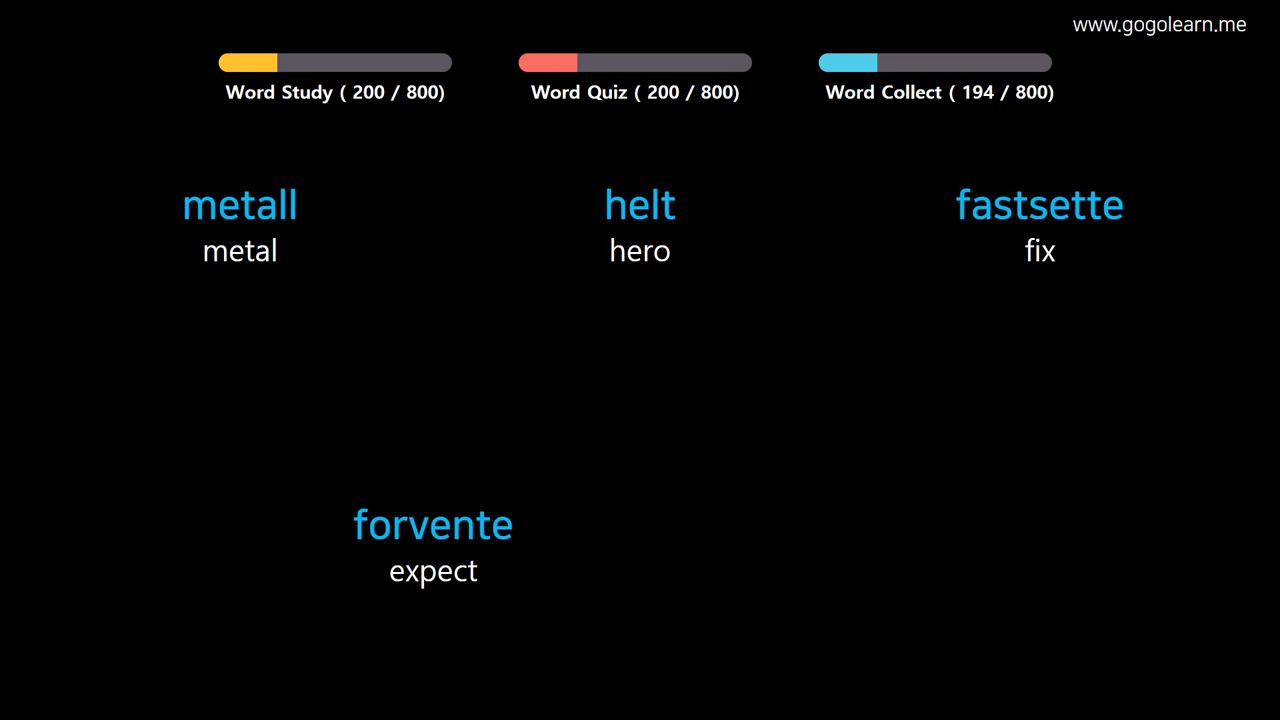 www.gogolearn.me
Word Study ( 200 / 800)
Word Quiz ( 200 / 800)
Word Collect ( 194 / 800)
metall
metal
helt
hero
fastsette
fix
forvente
expect